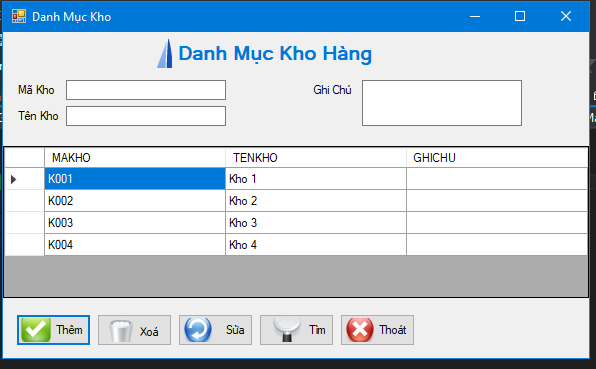 Danh Mục Kho
Danh Mục Kho Hàng
Mã Kho
Ghi Chú
Tên Kho
MAKHO TENKHO GHICHU
K001 Kho 1
K002 Kho 2
K003 Kho 3
K004 Kho 4
Thêm Xoá Sửa Tìm Thoát